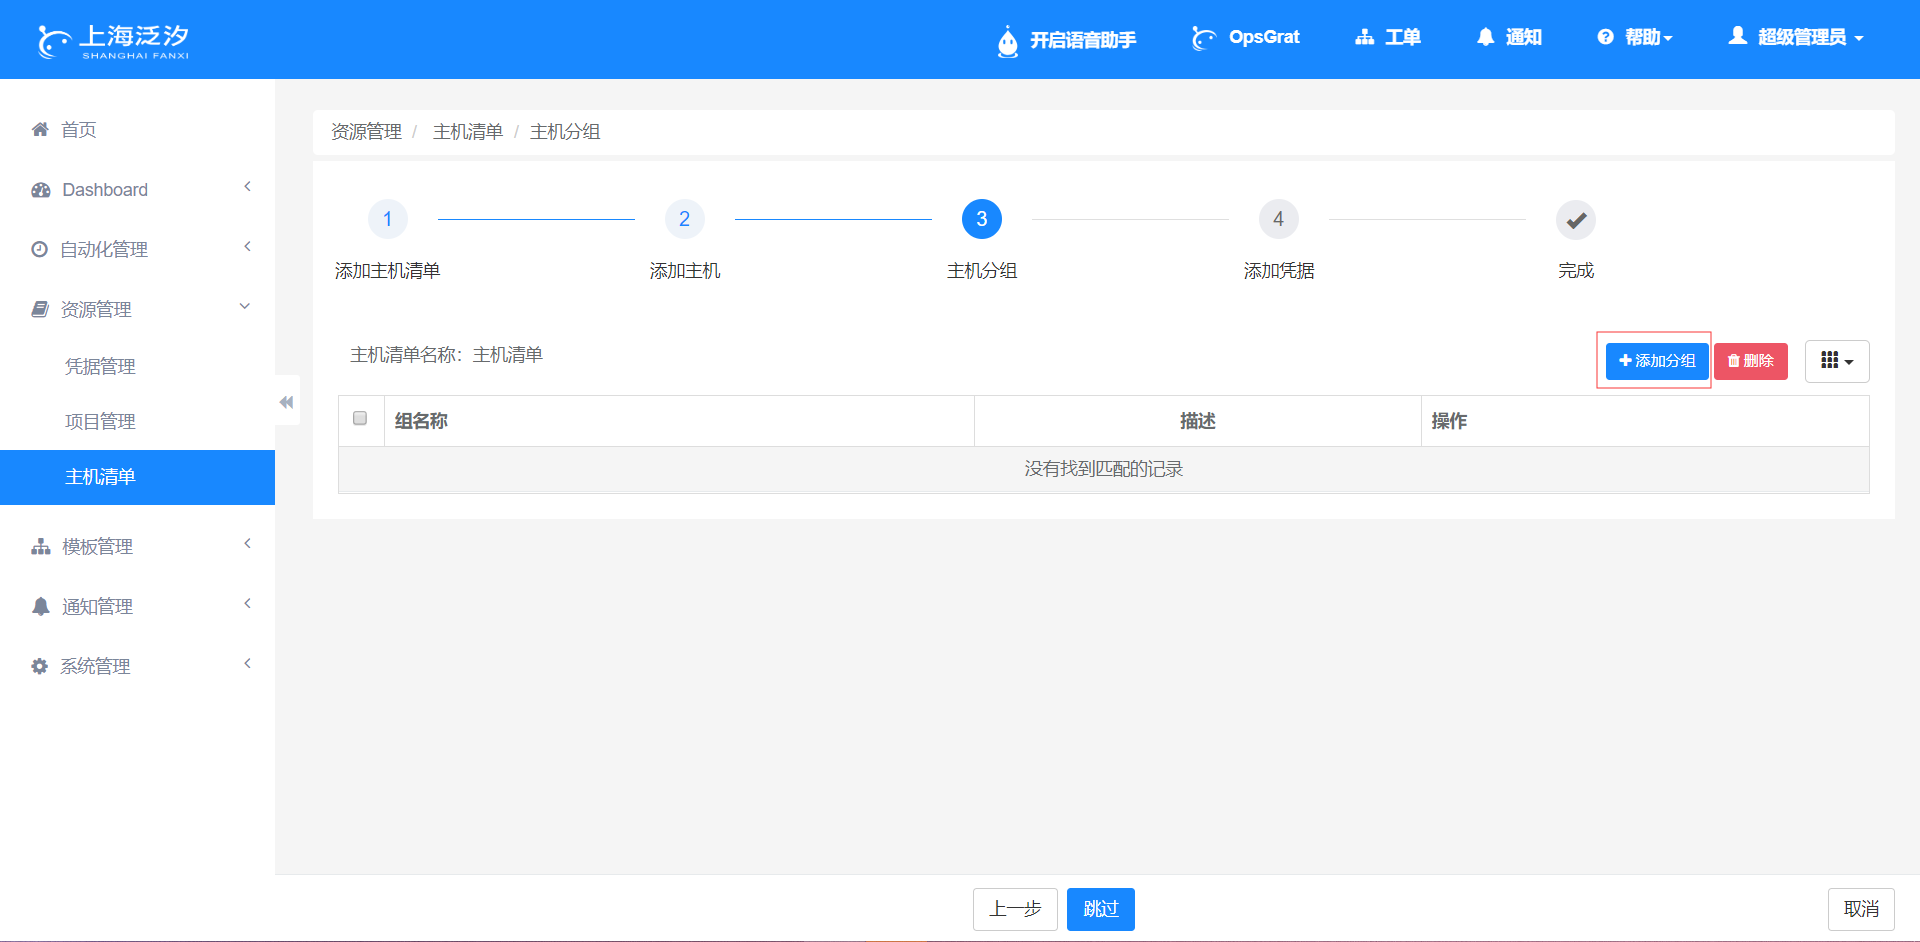 上海泛汐
SHANGHAI FANXI
开启语音助手
OpsGrat
工单
通知
帮助
超级管理员
首页
Dashboard
自动化管理
资源管理
凭据管理
项目管理
主机清单
模板管理
通知管理
系统管理
资源管理 / 主机清单 / 主机分组
1 2 3 4
添加主机清单 添加主机 主机分组 添加凭据 完成
主机清单名称：主机清单
添加分组 删除
组名称 描述 操作
没有找到匹配的记录
上一步 跳过 取消